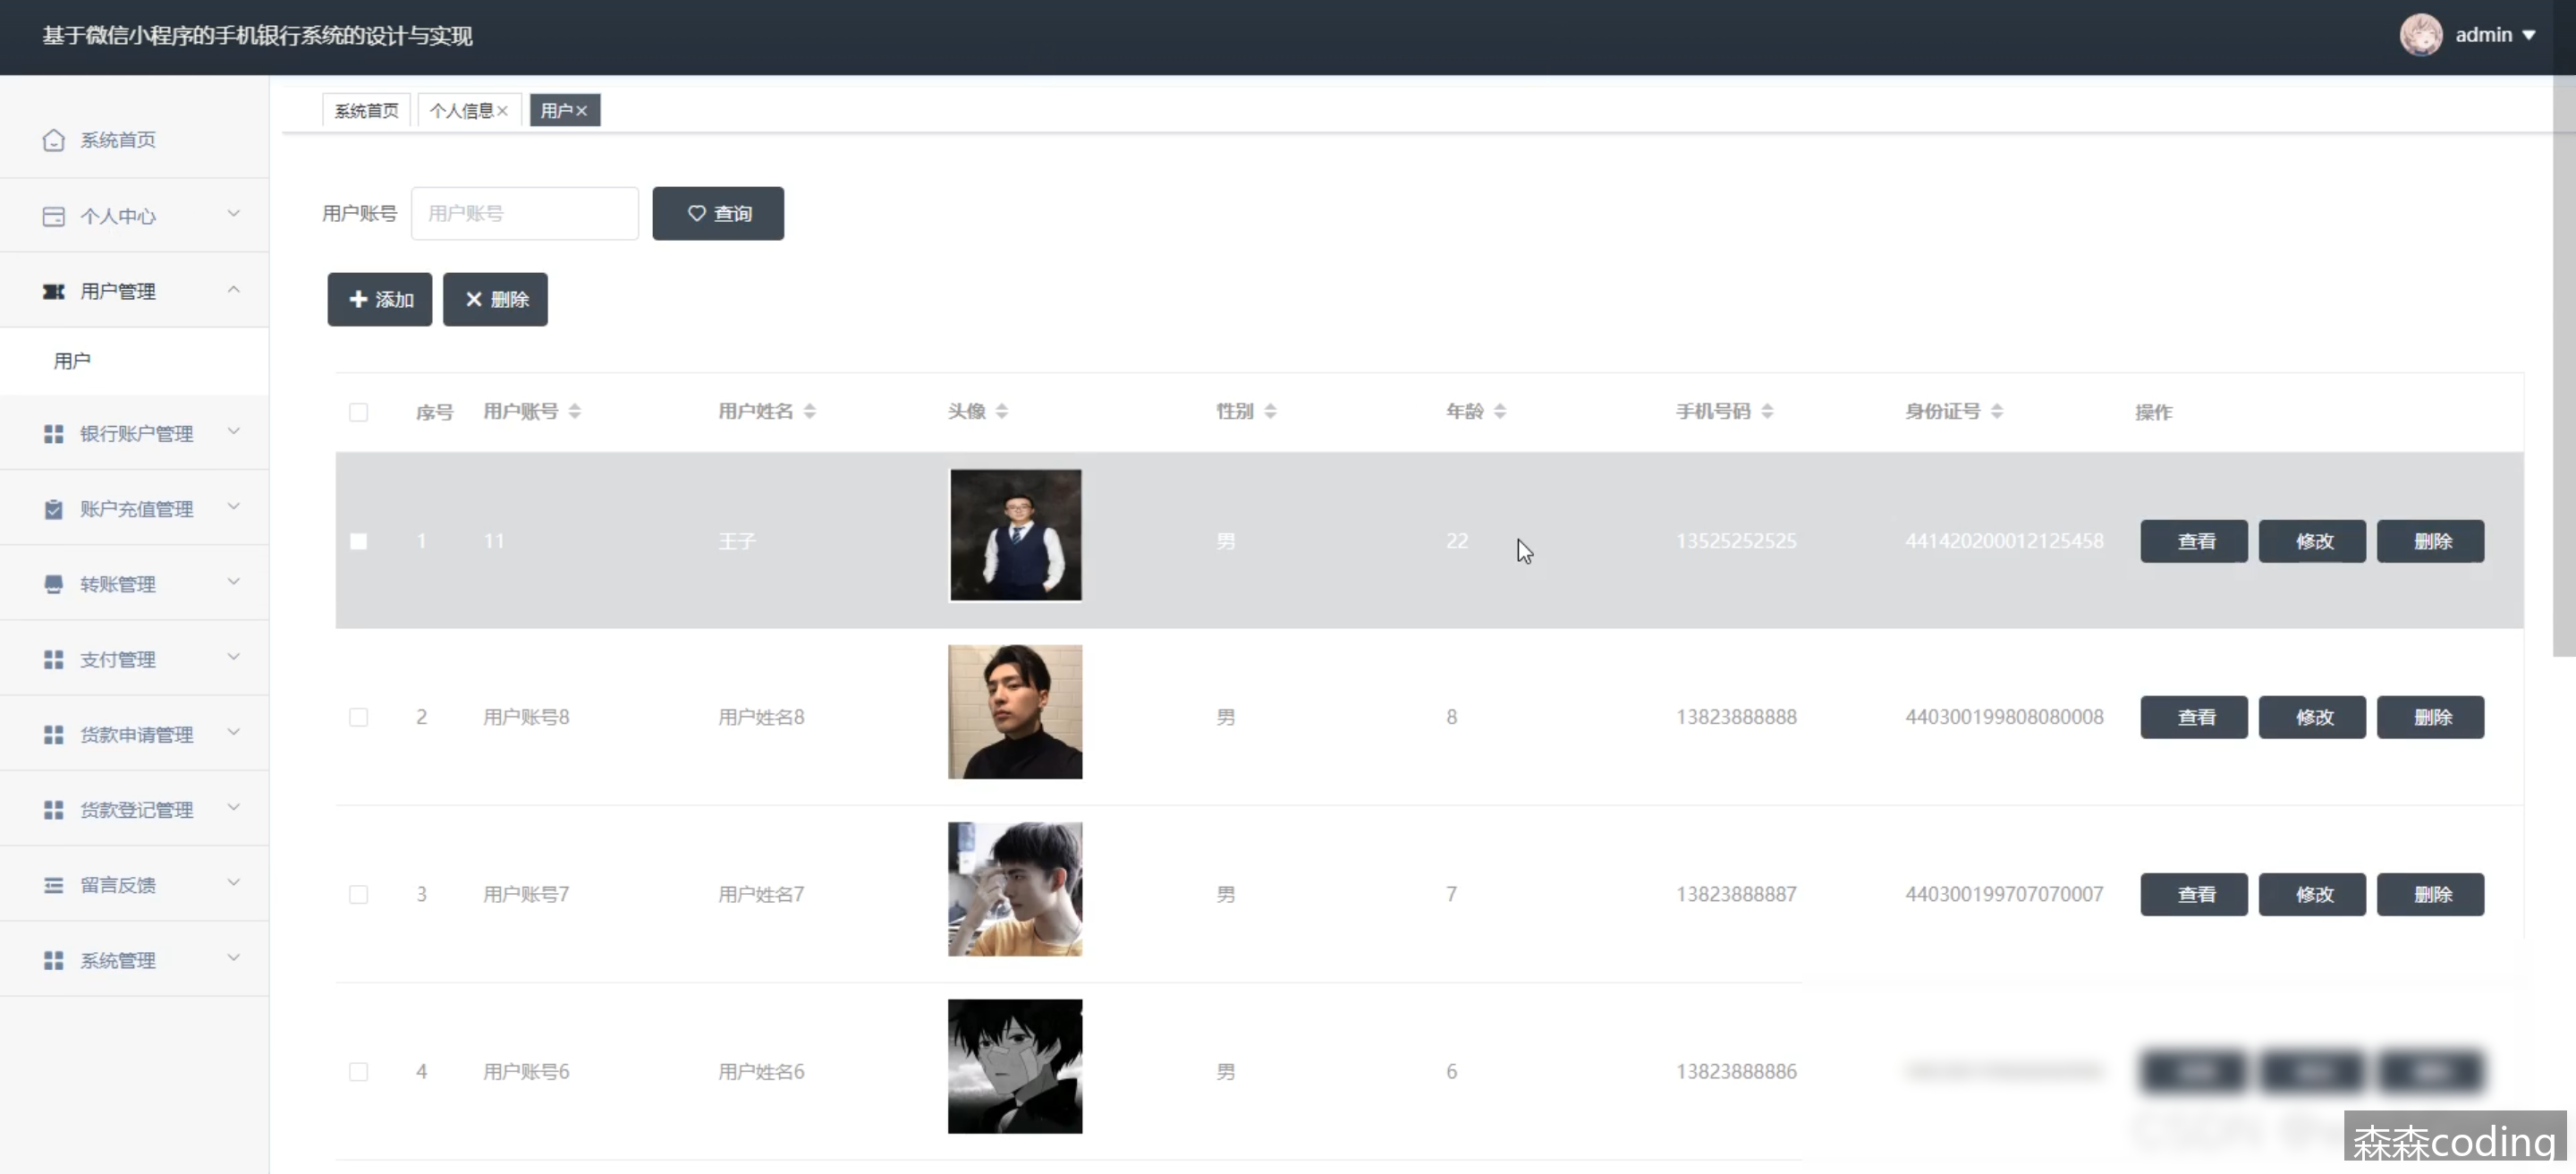 基于微信小程序的手机银行系统的设计与实现
admin
系统首页
个人中心
用户管理
用户
银行账户管理
账户充值管理
转账管理
支付管理
货款申请管理
货款登记管理
留言反馈
系统管理
系统首页 个人信息 用户
用户账号 用户账号 查询
添加 删除
序号 用户账号 用户姓名 头像 性别 年龄 手机号码 身份证号 操作
1 11 王子 男 22 13525252525 441420200012125458 查看 修改 删除
2 用户账号8 用户姓名8 男 8 13823888888 440300199808080008 查看 修改 删除
3 用户账号7 用户姓名7 男 7 13823888887 440300199707070007 查看 修改 删除
4 用户账号6 用户姓名6 男 6 13823888886
森森coding